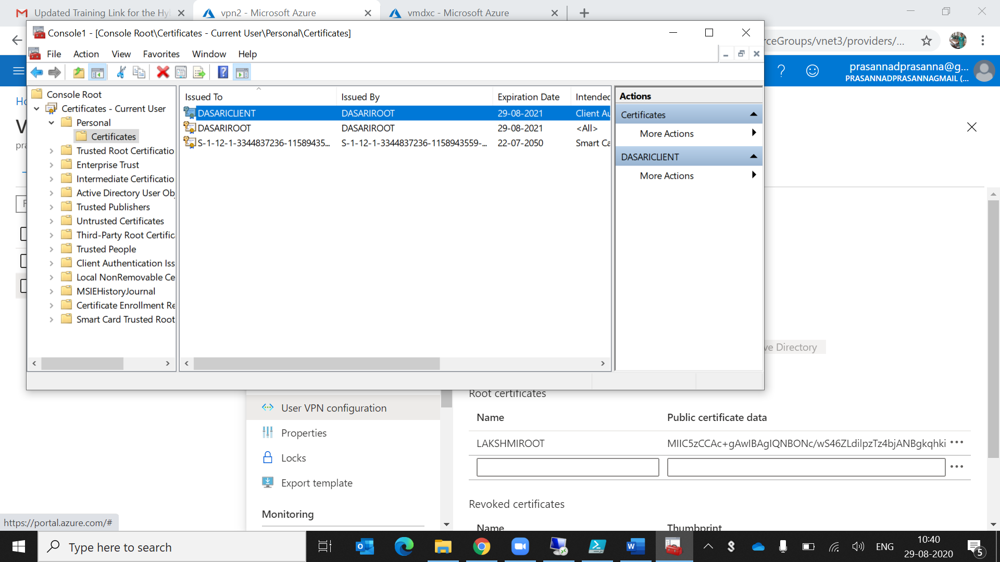 Updated Training Link for the Hy
vpn2 - Microsoft Azure
vmdxc - Microsoft Azure
Console1 - [Console Root\Certificates - Current User\Personal\Certificates]
rceGroups/vnet3/providers/...
File Action View Favorites Window Help
prasannadprasanna@g...
PRASANNADPRASANNAGMAIL (...
Console Root
Certificates - Current User
Personal
Certificates
Trusted Root Certificatio
Enterprise Trust
Intermediate Certificatio
Active Directory User Ob
Trusted Publishers
Untrusted Certificates
Third-Party Root Certific
Trusted People
Client Authentication Iss
Local NonRemovable Ce
MSIEHistoryJournal
Certificate Enrollment Re
Smart Card Trusted Root
Issued To Issued By Expiration Date Intended
DASARICLIENT DASARIROOT 29-08-2021 Client Au
DASARIROOT DASARIROOT 29-08-2021 <All>
S-1-12-1-3344837236-11589435... S-1-12-1-3344837236-1158943559-... 22-07-2050 Smart Ca
Actions
Certificates
More Actions
DASARICLIENT
More Actions
Ho
pra
ve Directory
User VPN configuration
Properties
Locks
Export template
Monitoring
Root certificates
Name Public certificate data
LAKSHMIROOT MIIC5zCCAc+gAwIBAgIQNBONc/wS46ZLdilpzTz4bjANBgkqhki
Revoked certificates
Name Thumbprint
https://portal.azure.com/#
Type here to search
ENG
10:40
29-08-2020
5